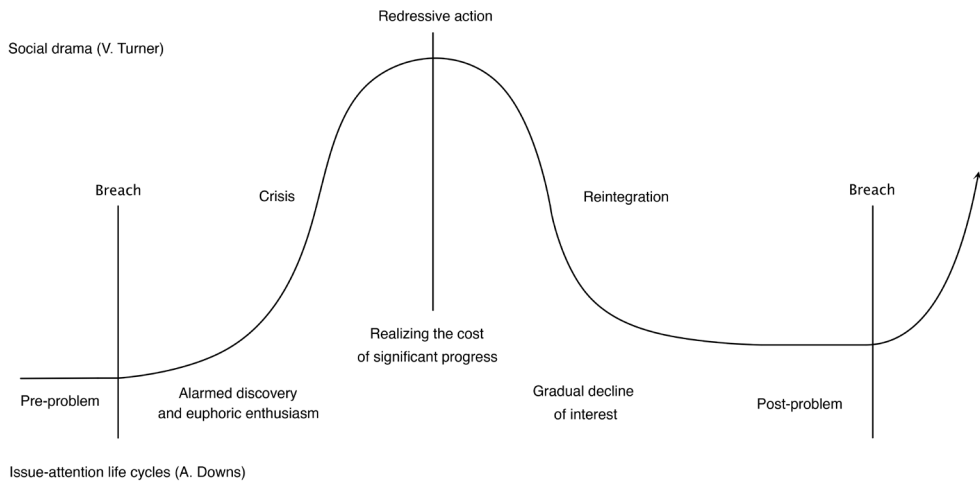 Redressive action
Social drama (V. Turner)
Breach
Crisis
Reintegration
Breach
Realizing the cost
of significant progress
Pre-problem
Alarmed discovery
and euphoric enthusiasm
Gradual decline
of interest
Post-problem
Issue-attention life cycles (A. Downs)